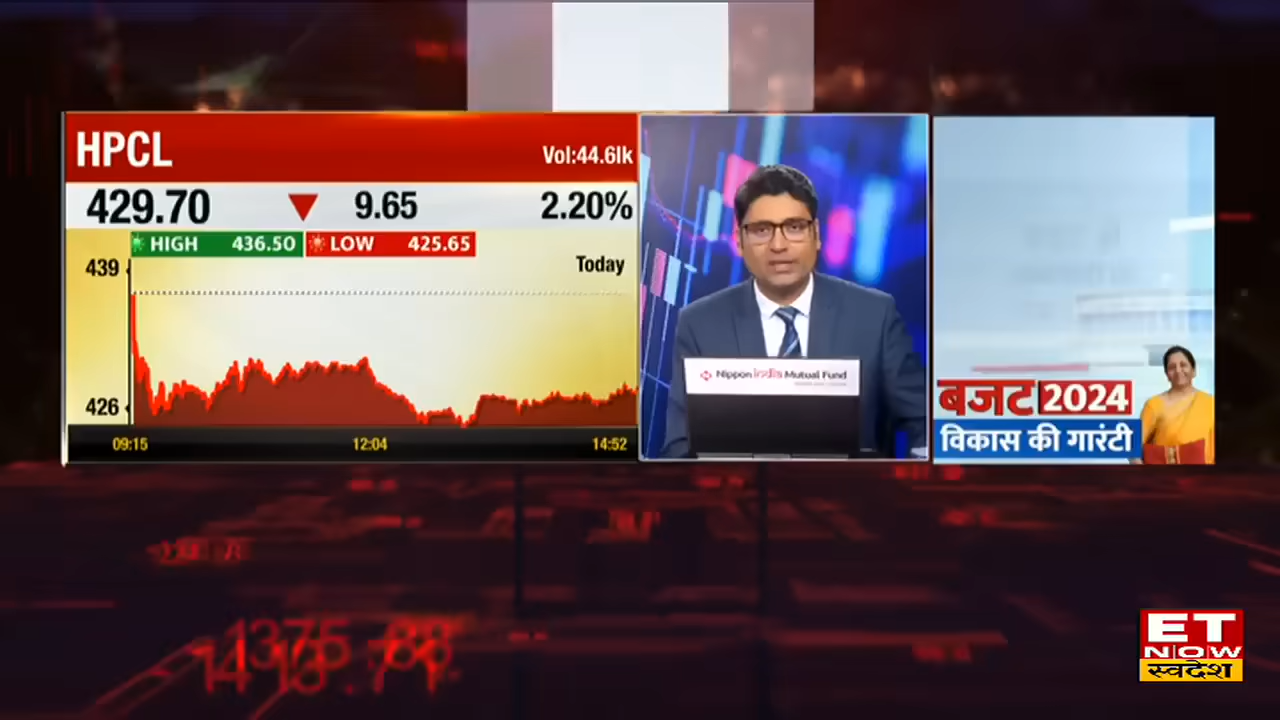 HPCL
Vol:44.6lk
429.70 ▼ 9.65 2.20%
HIGH 436.50 LOW 425.65
Today
439
426
09:15 12:04 14:52
Nippon india Mutual Fund
बजट 2024
विकास की गारंटी
ET
NOW
स्वदेश